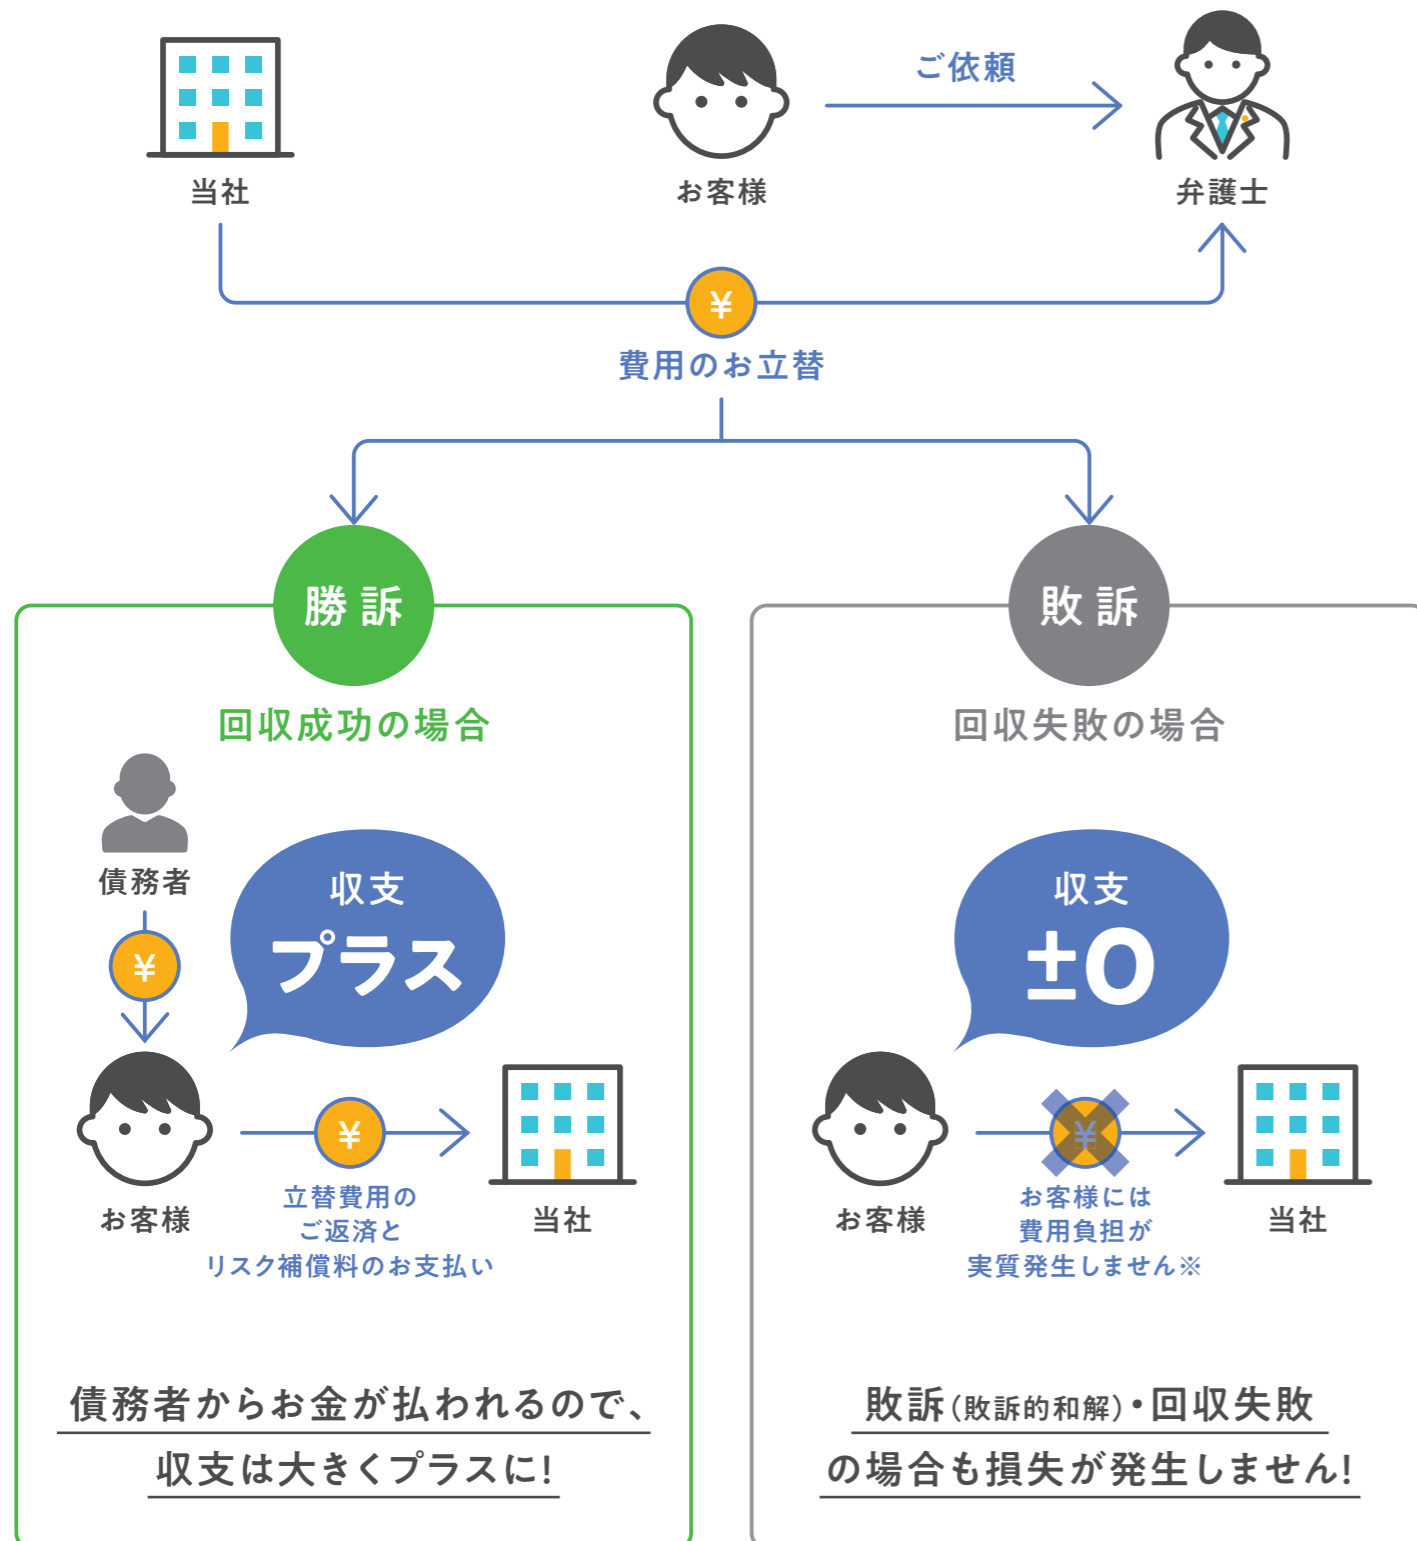 ご依頼
当社
お客様
弁護士
¥
費用のお立替
勝訴
回収成功の場合
債務者
収支
プラス
¥
お客様
¥
立替費用の
ご返済と
リスク補償料のお支払い
当社
債務者からお金が払われるので、
収支は大きくプラスに!
敗訴
回収失敗の場合
収支
±0
お客様
¥
お客様には
費用負担が
実質発生しません※
当社
敗訴(敗訴的和解)・回収失敗
の場合も損失が発生しません!